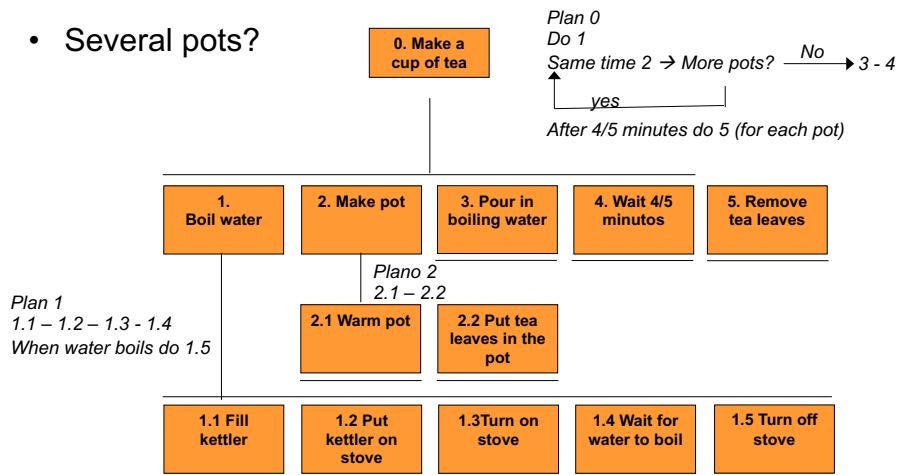 • Several pots?
0. Make a
cup of tea
Plan 0
Do 1
Same time 2 → More pots?
No
3 - 4
yes
After 4/5 minutes do 5 (for each pot)
1.
Boil water
2. Make pot
3. Pour in
boiling water
4. Wait 4/5
minutos
5. Remove
tea leaves
Plano 2
2.1 – 2.2
Plan 1
1.1 – 1.2 – 1.3 - 1.4
When water boils do 1.5
2.1 Warm pot
2.2 Put tea
leaves in the
pot
1.1 Fill
kettler
1.2 Put
kettler on
stove
1.3Turn on
stove
1.4 Wait for
water to boil
1.5 Turn off
stove